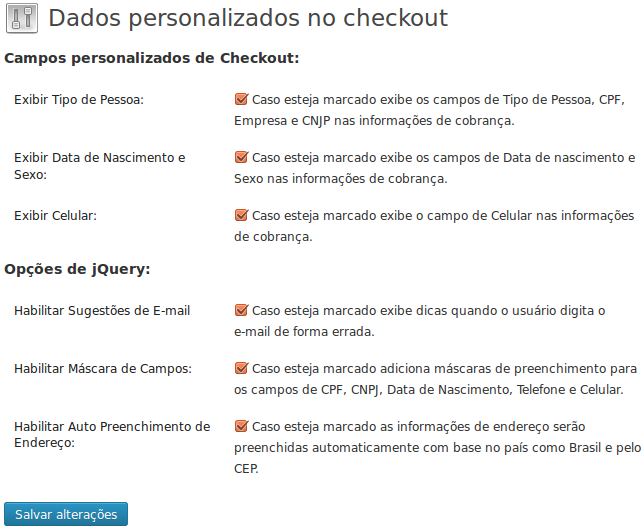 Dados personalizados no checkout
Campos personalizados de Checkout:
Exibir Tipo de Pessoa:
Caso esteja marcado exibe os campos de Tipo de Pessoa, CPF,
Empresa e CNJP nas informações de cobrança.
Exibir Data de Nascimento e
Sexo:
Caso esteja marcado exibe os campos de Data de nascimento e
Sexo nas informações de cobrança.
Exibir Celular:
Caso esteja marcado exibe o campo de Celular nas informações
de cobrança.
Opções de jQuery:
Habilitar Sugestões de E-mail
Caso esteja marcado exibe dicas quando o usuário digita o
e-mail de forma errada.
Habilitar Máscara de Campos:
Caso esteja marcado adiciona máscaras de preenchimento para
os campos de CPF, CNPJ, Data de Nascimento, Telefone e Celular.
Habilitar Auto Preenchimento de
Endereço:
Caso esteja marcado as informações de endereço serão
preenchidas automaticamente com base no país como Brasil e pelo
CEP.
Salvar alterações